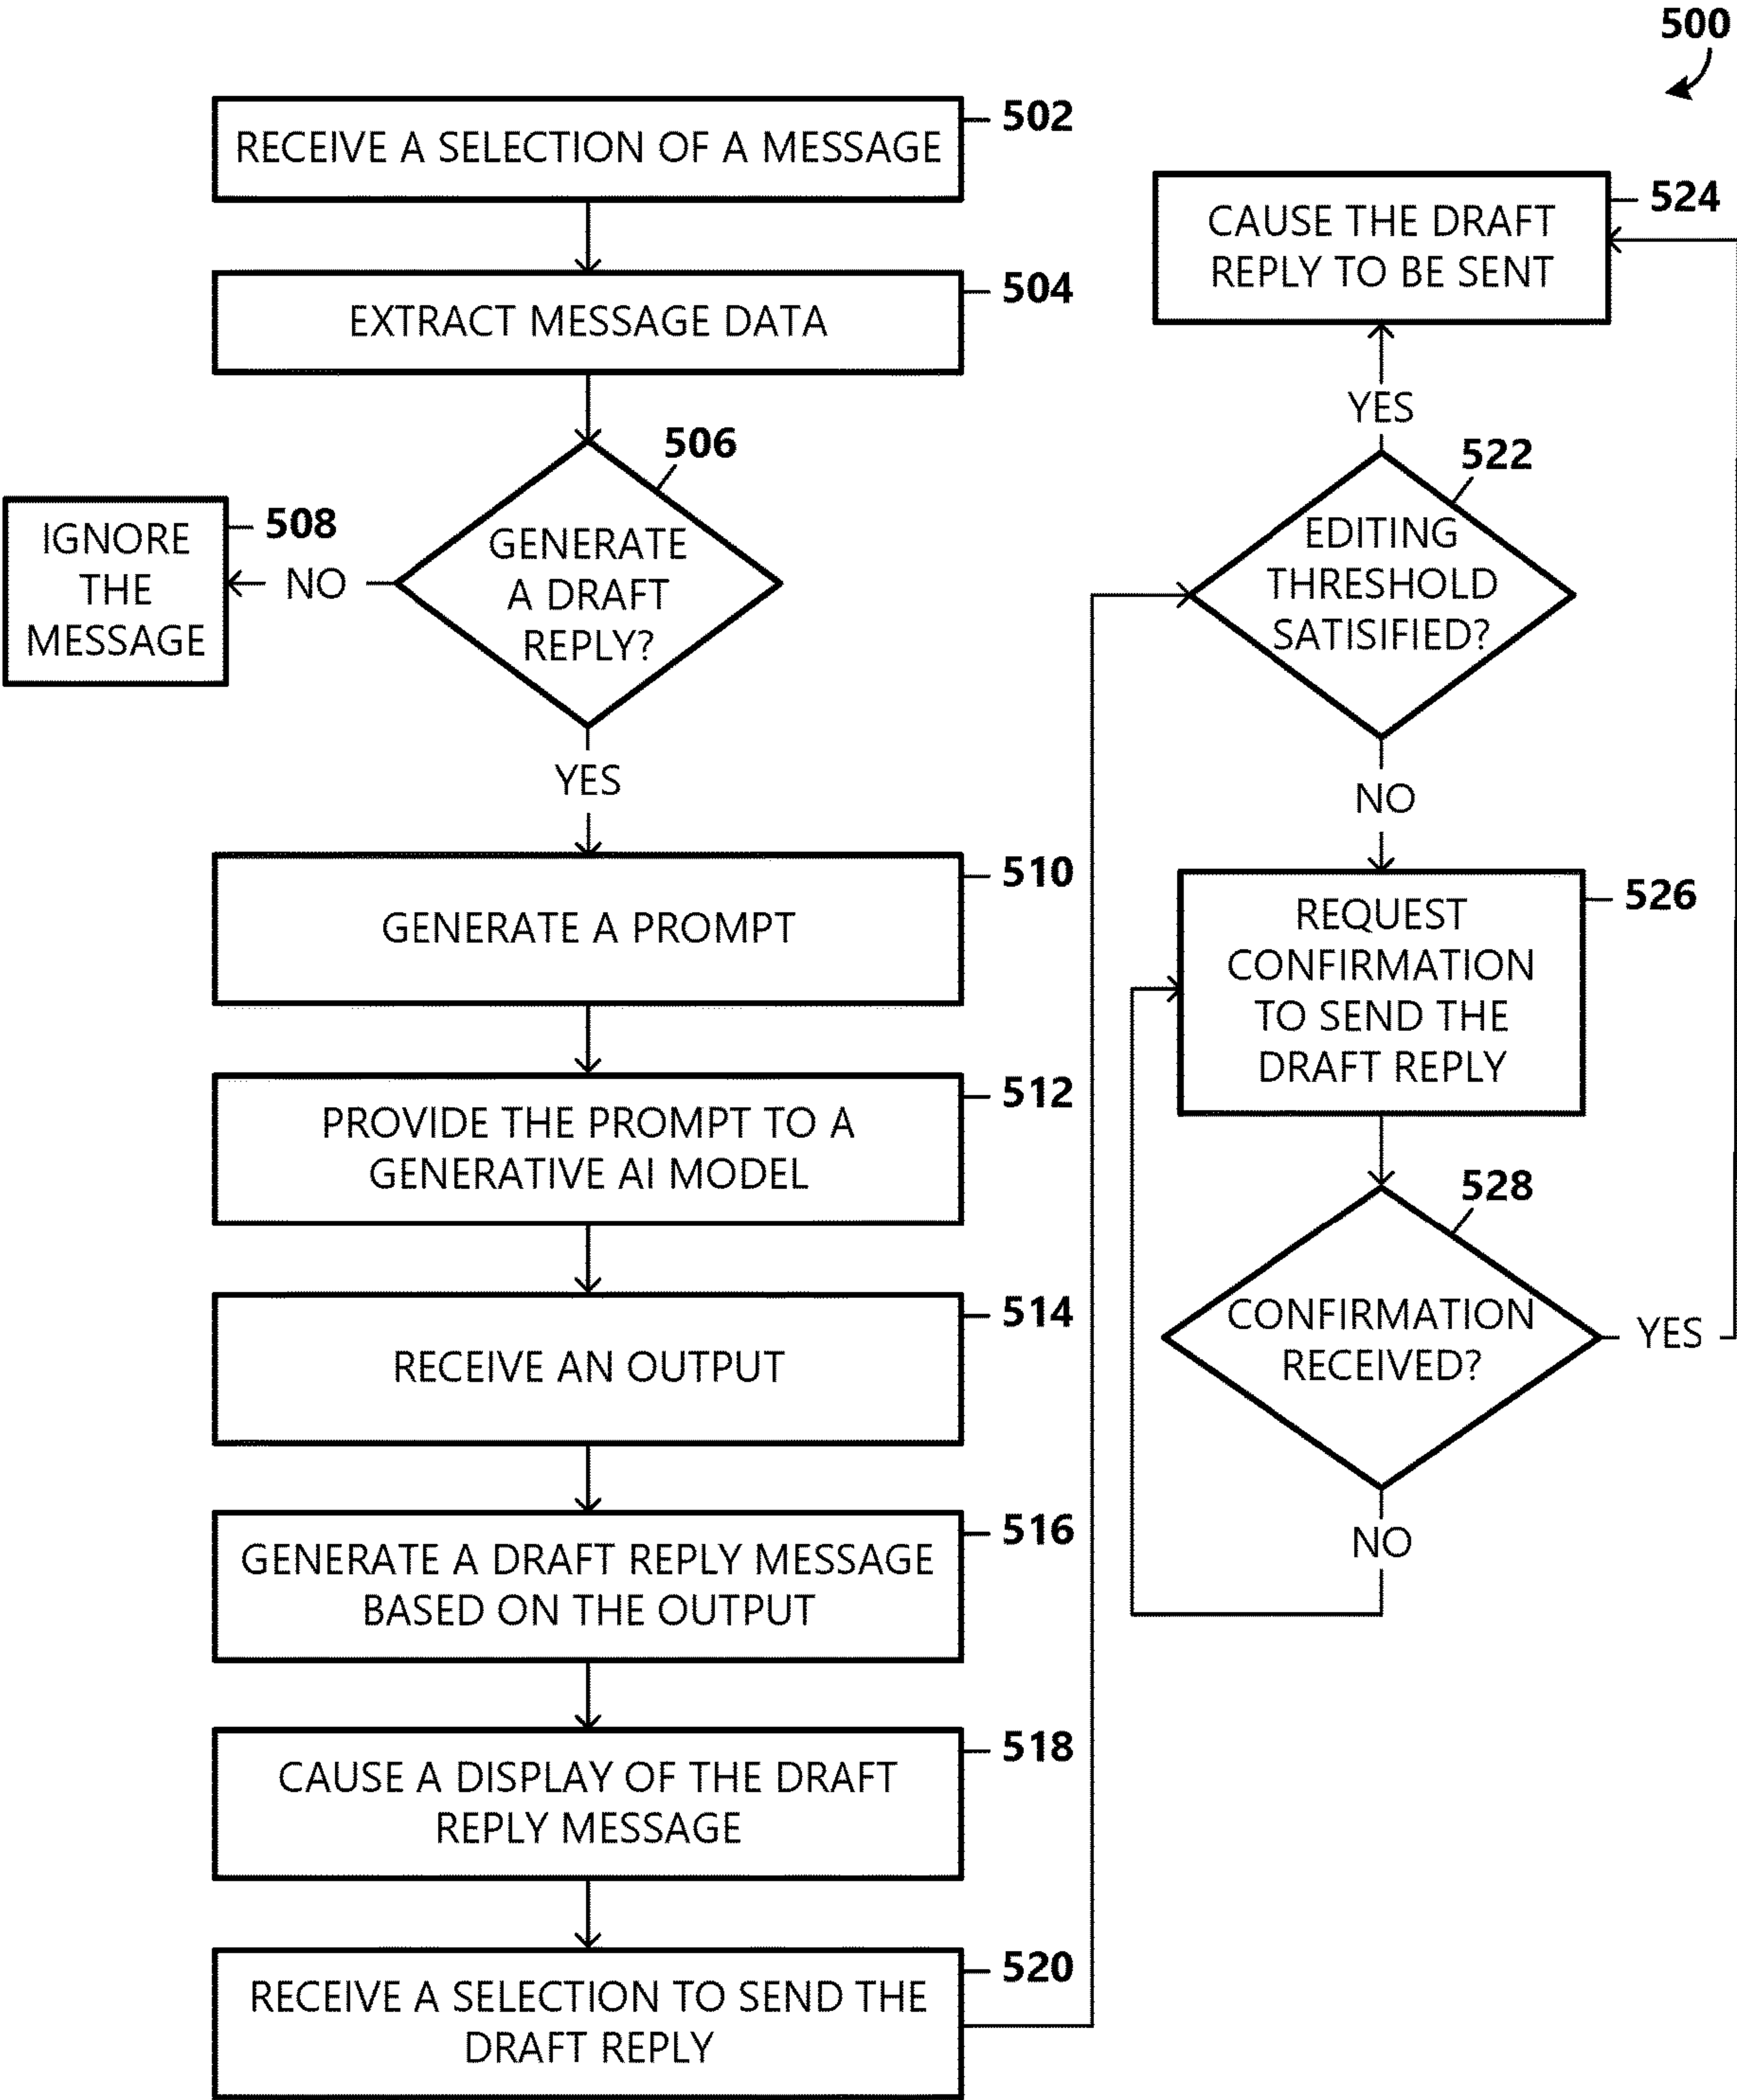 500
RECEIVE A SELECTION OF A MESSAGE
502
EXTRACT MESSAGE DATA
504
506
GENERATE
A DRAFT
REPLY?
NO
508
IGNORE
THE
MESSAGE
YES
GENERATE A PROMPT
510
PROVIDE THE PROMPT TO A
GENERATIVE AI MODEL
512
RECEIVE AN OUTPUT
514
GENERATE A DRAFT REPLY MESSAGE
BASED ON THE OUTPUT
516
CAUSE A DISPLAY OF THE DRAFT
REPLY MESSAGE
518
RECEIVE A SELECTION TO SEND THE
DRAFT REPLY
520
CAUSE THE DRAFT
REPLY TO BE SENT
524
YES
522
EDITING
THRESHOLD
SATISIFIED?
NO
REQUEST
CONFIRMATION
TO SEND THE
DRAFT REPLY
526
528
CONFIRMATION
RECEIVED?
YES
NO